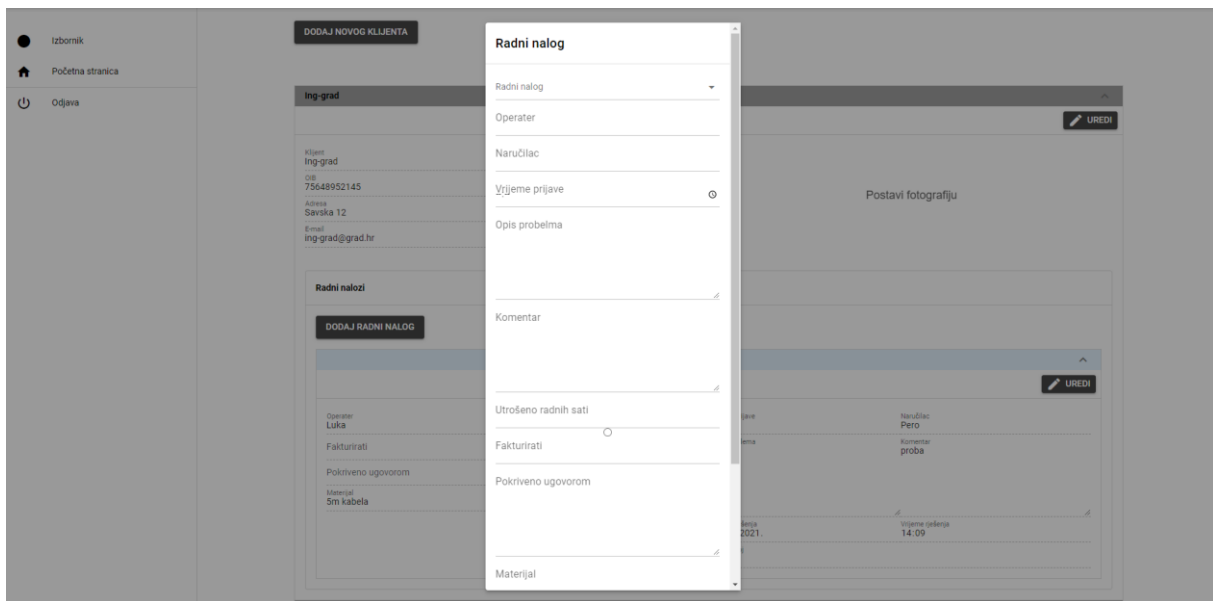 Izbornik
Početna stranica
Odjava
DODAJ NOVOG KLIJENTA
Ing-grad
UREDI
Klijent
Ing-grad
OIB
75648952145
Adresa
Savska 12
E-mail
ing-grad@grad.hr
Postavi fotografiju
Radni nalozi
DODAJ RADNI NALOG
UREDI
Operater
Luka
Fakturirati
Pokriveno ugovorom
Materijal
5m kabela
Naručilac
Pero
Komentar
proba
2021.
Vrijeme rješenja
14:09
Radni nalog
Radni nalog
Operater
Naručilac
Vrijeme prijave
Opis probelma
Komentar
Utrošeno radnih sati
Fakturirati
Pokriveno ugovorom
Materijal